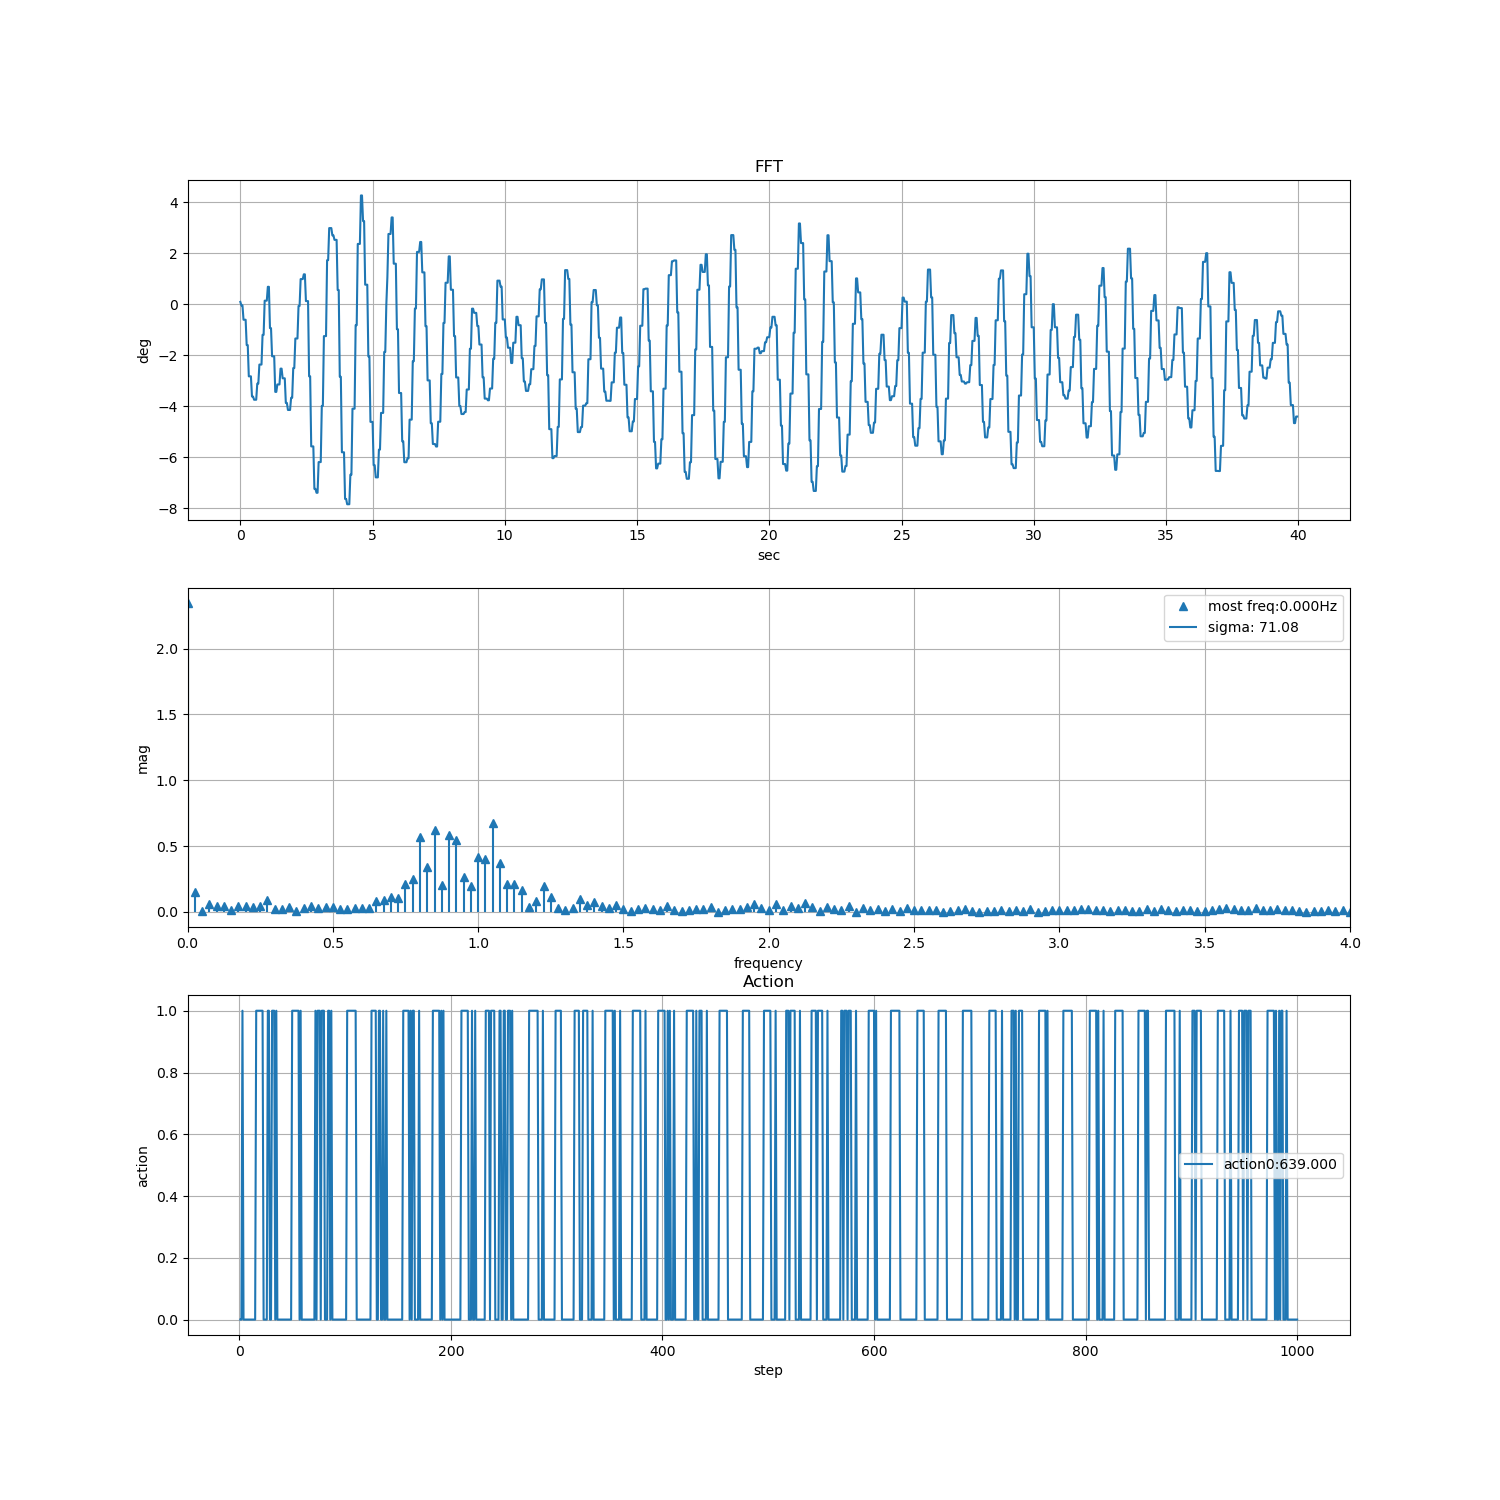 FFT
4
2
0
−2
−4
−6
−8
deg
0 5 10 15 20 25 30 35 40
sec
most freq:0.000Hz
sigma: 71.08
2.0
1.5
1.0
0.5
0.0
mag
0.0 0.5 1.0 1.5 2.0 2.5 3.0 3.5 4.0
frequency
Action
1.0
0.8
0.6
0.4
0.2
0.0
action
action0:639.000
0 200 400 600 800 1000
step